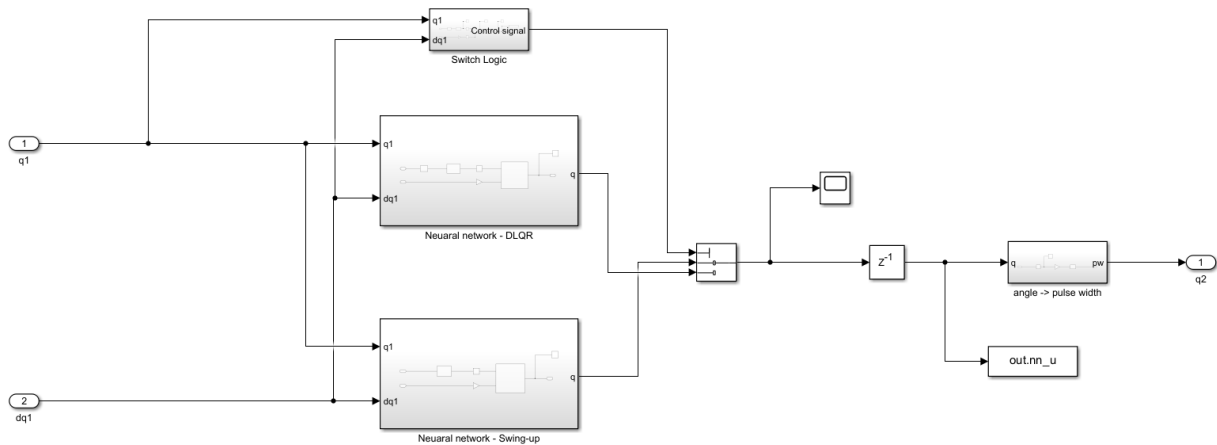 q1
dq1
Control signal
Switch Logic
1
q1
q1
dq1
q
Neuaral network - DLQR
z-1
q
pw
angle -> pulse width
1
q2
out.nn_u
q1
dq1
q
Neuaral network - Swing-up
2
dq1